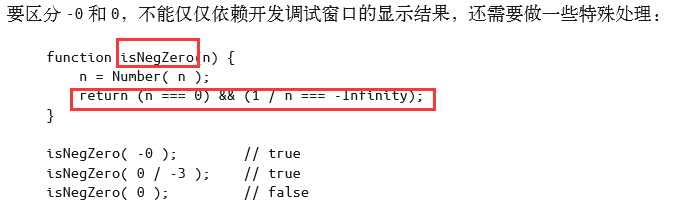 要区分 -0 和 0，不能仅仅依赖开发调试窗口的显示结果，还需要做一些特殊处理：
function isNegZero(n) {
n = Number( n );
return (n === 0) && (1 / n === -Infinity);
}
isNegZero( -0 ); // true
isNegZero( 0 / -3 ); // true
isNegZero( 0 ); // false